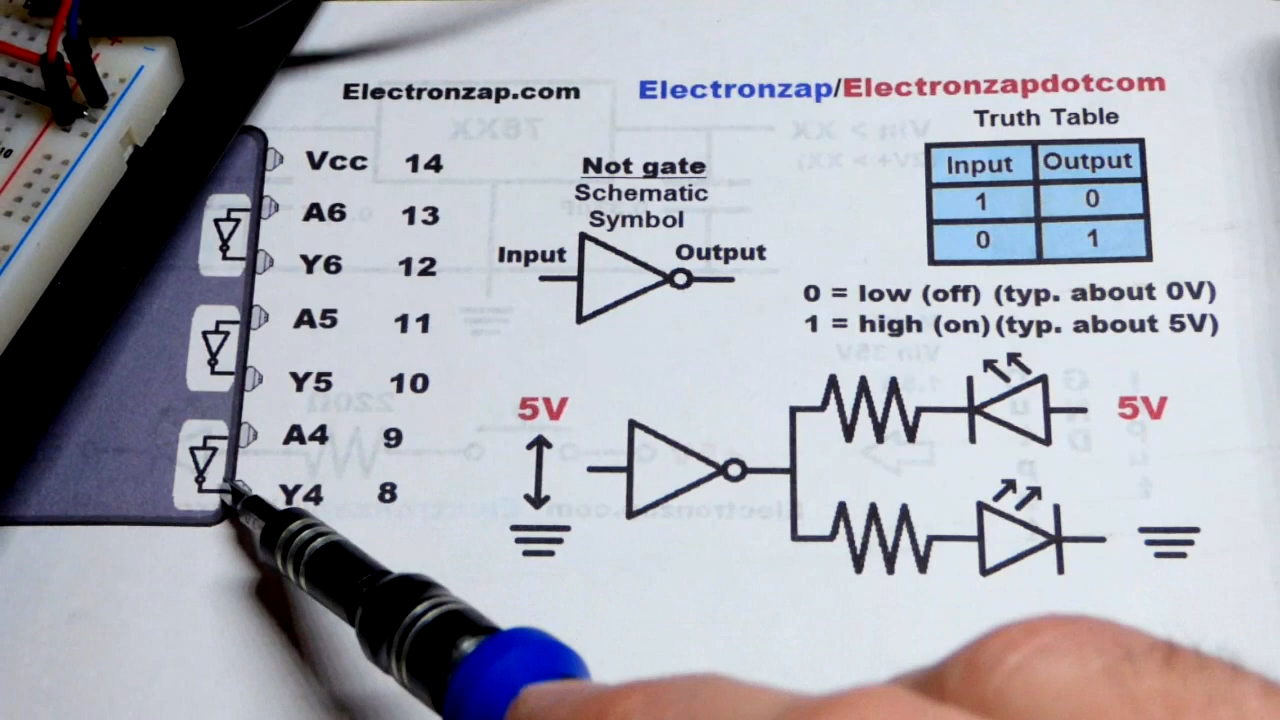 Electronzap.com
Electronzap/Electronzapdotcom
Vcc 14
A6 13
Y6 12
A5 11
Y5 10
A4 9
Y4 8
Not gate
Schematic
Symbol
Input
Output
Truth Table
Input Output
1 0
0 1
0 = low (off) (typ. about 0V)
1 = high (on) (typ. about 5V)
5V
5V